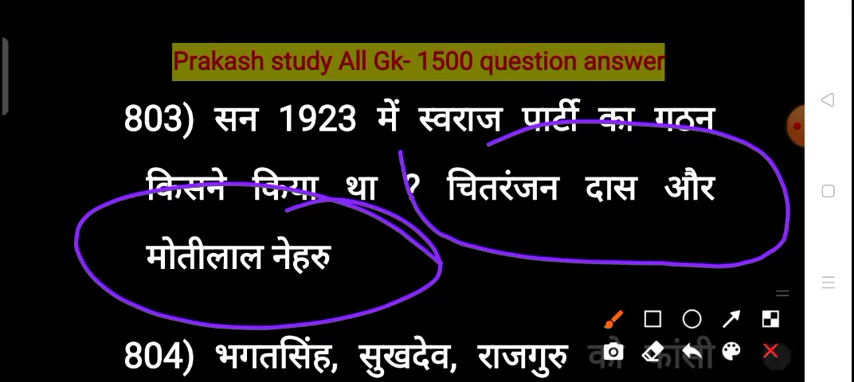 Prakash study All Gk- 1500 question answer
803) सन 1923 में स्वराज पार्टी का गठन
किसने किया था ? चितरंजन दास और
मोतीलाल नेहरु
804) भगतसिंह, सुखदेव, राजगुरु को फांसी